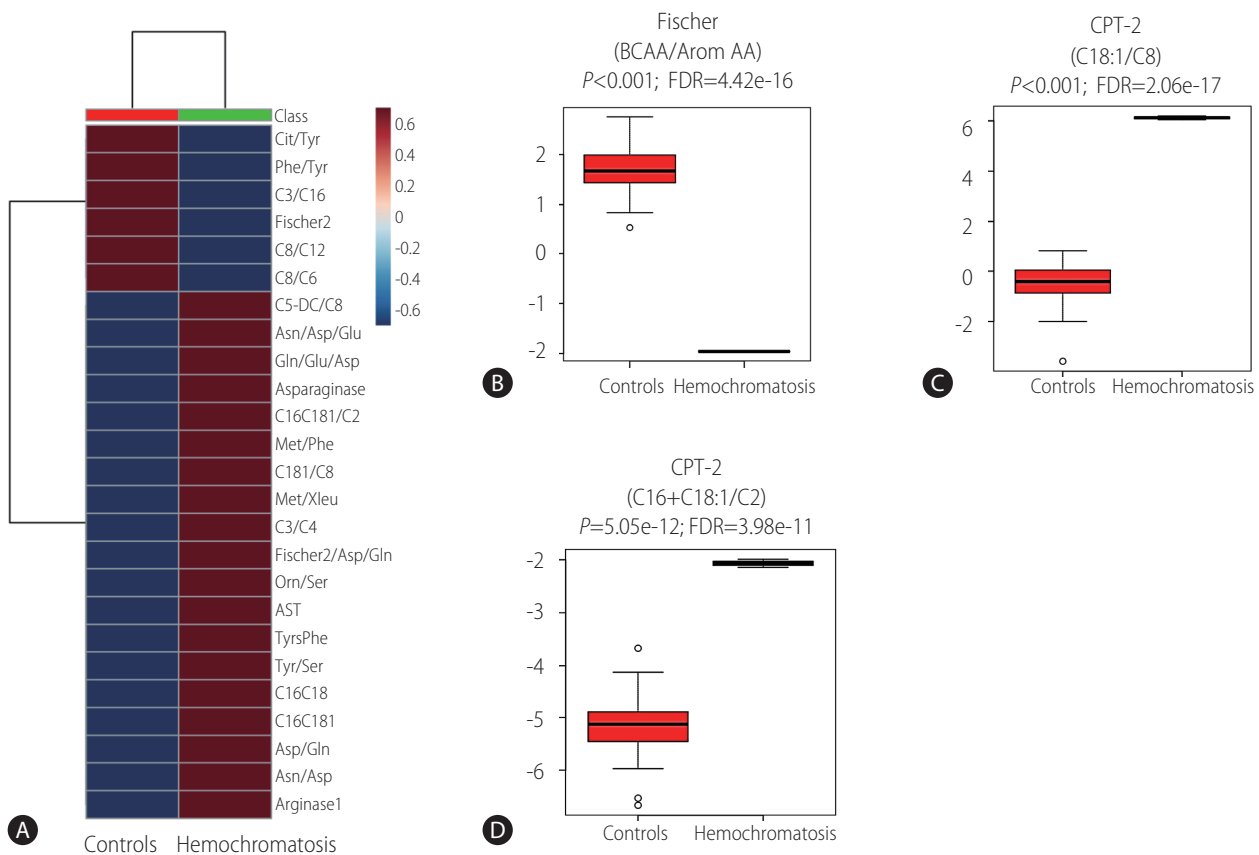 Class
Cit/Tyr
Phe/Tyr
C3/C16
Fischer2
C8/C12
C8/C6
C5-DC/C8
Asn/Asp/Glu
Gln/Glu/Asp
Asparaginase
C16C181/C2
Met/Phe
C181/C8
Met/Xleu
C3/C4
Fischer2/Asp/Gln
Orn/Ser
AST
TyrsPhe
Tyr/Ser
C16C18
C16C181
Asp/Gln
Asn/Asp
Arginase1
0.6
0.4
0.2
0
-0.2
-0.4
-0.6
A
Controls Hemochromatosis
Fischer
(BCAA/Arom AA)
P<0.001; FDR=4.42e-16
2
1
0
-1
-2
B
Controls Hemochromatosis
CPT-2
(C18:1/C8)
P<0.001; FDR=2.06e-17
6
4
2
0
-2
C
Controls Hemochromatosis
CPT-2
(C16+C18:1/C2)
P=5.05e-12; FDR=3.98e-11
-2
-3
-4
-5
-6
D
Controls Hemochromatosis